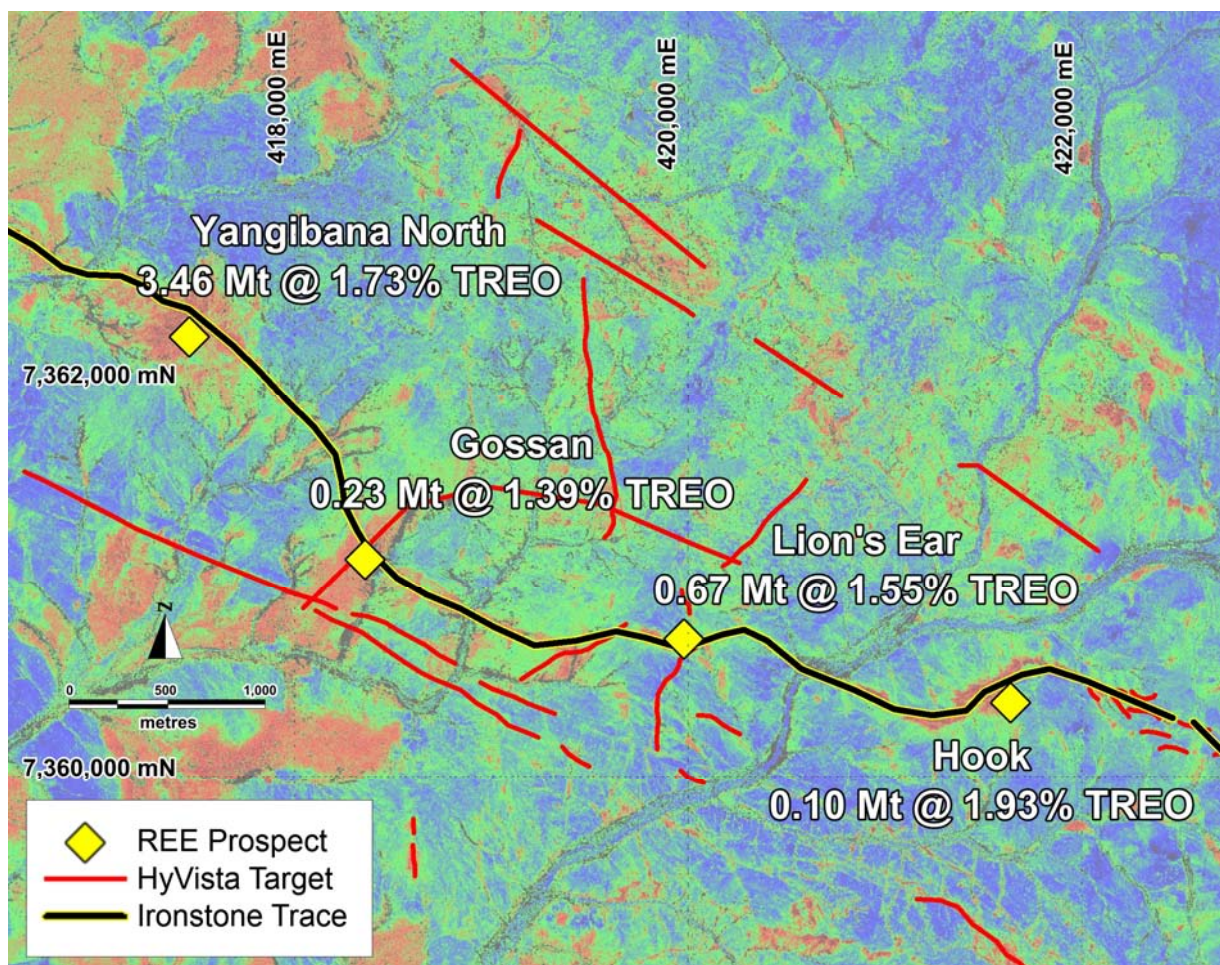 418,000 mE
420,000 mE
422,000 mE
Yangibana North
3.46 Mt @ 1.73% TREO
7,362,000 mN
Gossan
0.23 Mt @ 1.39% TREO
Lion's Ear
0.67 Mt @ 1.55% TREO
N
0 500 1,000
metres
7,360,000 mN
Hook
0.10 Mt @ 1.93% TREO
REE Prospect
HyVista Target
Ironstone Trace